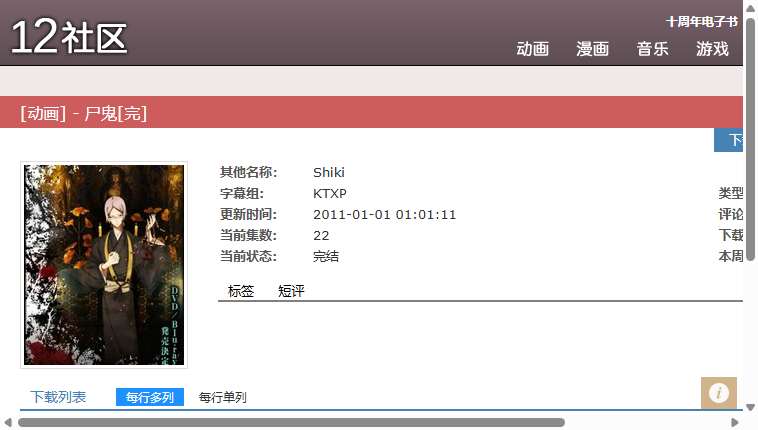 12社区
十周年电子书
动画 漫画 音乐 游戏
[动画] - 尸鬼[完]
下
其他名称: Shiki
字幕组: KTXP 类型
更新时间: 2011-01-01 01:01:11 评论
当前集数: 22 下载
当前状态: 完结 本周
标签 短评
DVD/Blu-ray
発売決定
下载列表 每行多列 每行单列
i